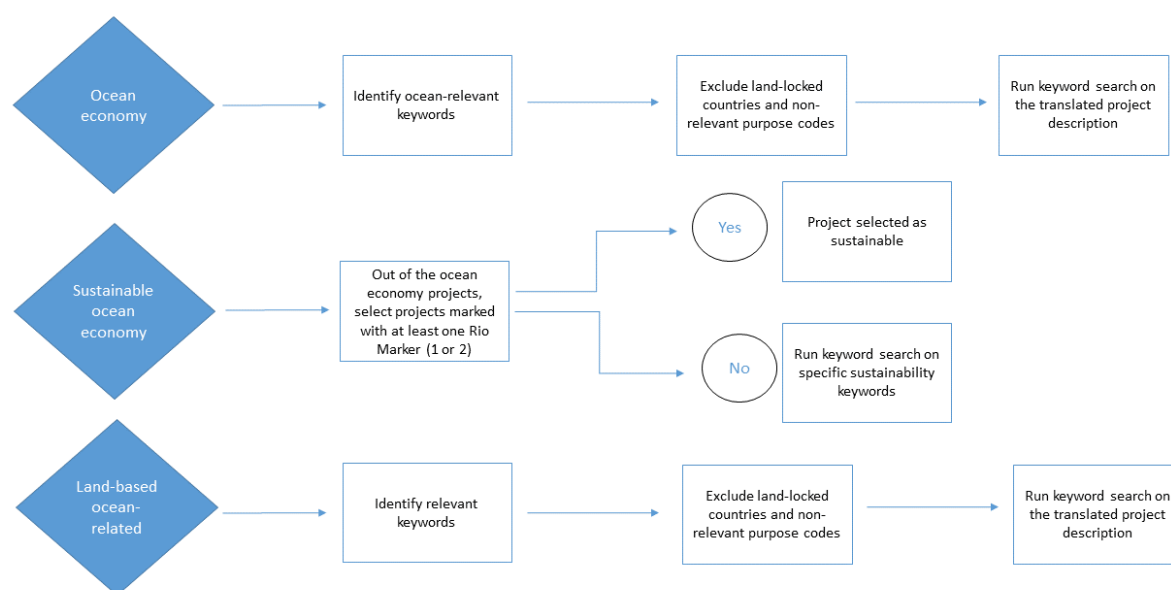 Ocean
economy
Identify ocean-relevant
keywords
Exclude land-locked
countries and non-
relevant purpose codes
Run keyword search on
the translated project
description
Sustainable
ocean
economy
Out of the ocean
economy projects,
select projects marked
with at least one Rio
Marker (1 or 2)
Yes
Project selected as
sustainable
No
Run keyword search on
specific sustainability
keywords
Land-based
ocean-
related
Identify relevant
keywords
Exclude land-locked
countries and non-
relevant purpose codes
Run keyword search on
the translated project
description